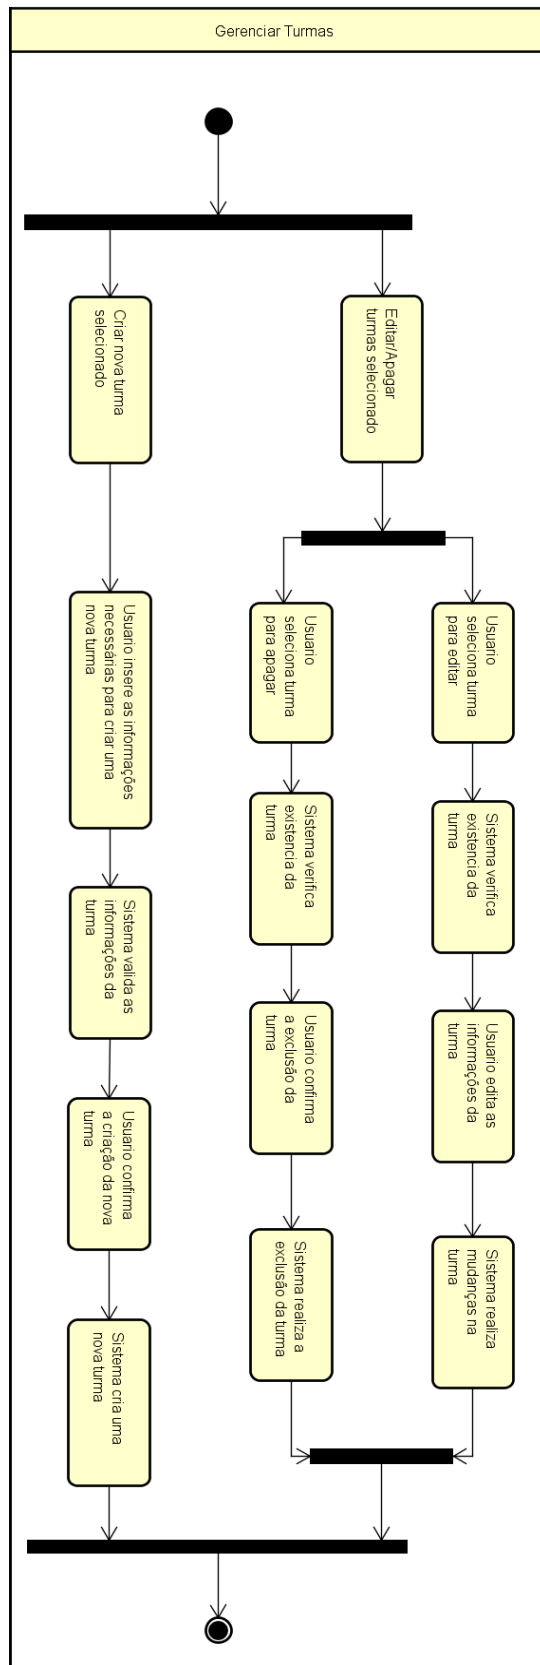 Gerenciar Turmas
Criar nova turma
selecionado
Editar/Apagar
turmas selecionado
Usuario insere as informações
necessárias para criar uma
nova turma
Usuario
seleciona turma
para apagar
Usuario
seleciona turma
para editar
Sistema valida as
informações da
turma
Sistema verifica
existencia da
turma
Sistema verifica
existencia da
turma
Usuario confirma
a criação da nova
turma
Usuario confirma
a exclusão da
turma
Usuario edita as
informações da
turma
Sistema cria uma
nova turma
Sistema realiza a
exclusão da turma
Sistema realiza
mudanças na
turma